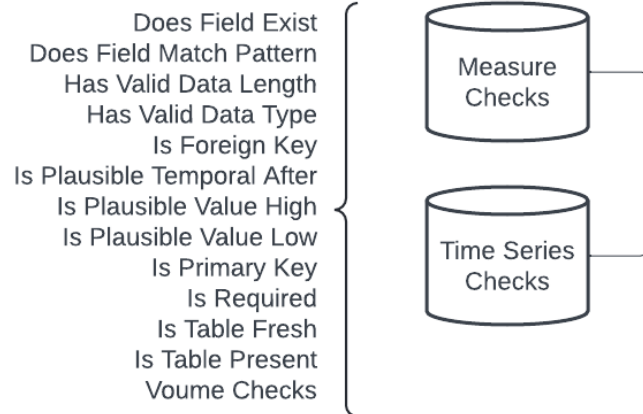 Does Field Exist
Does Field Match Pattern
Has Valid Data Length
Has Valid Data Type
Is Foreign Key
Is Plausible Temporal After
Is Plausible Value High
Is Plausible Value Low
Is Primary Key
Is Required
Is Table Fresh
Is Table Present
Voume Checks
Measure
Checks
Time Series
Checks